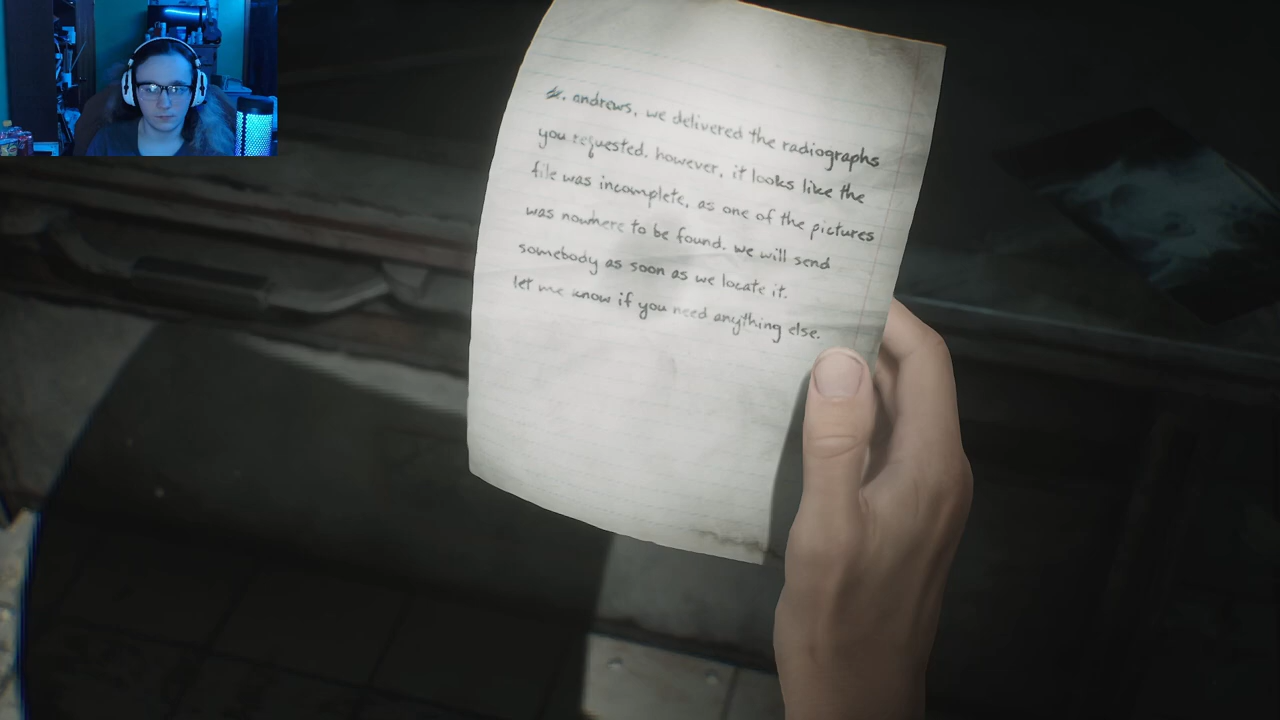 dr. andrews, we delivered the radiographs
you requested. however, it looks like the
file was incomplete, as one of the pictures
was nowhere to be found. we will send
somebody as soon as we locate it.
let me know if you need anything else.